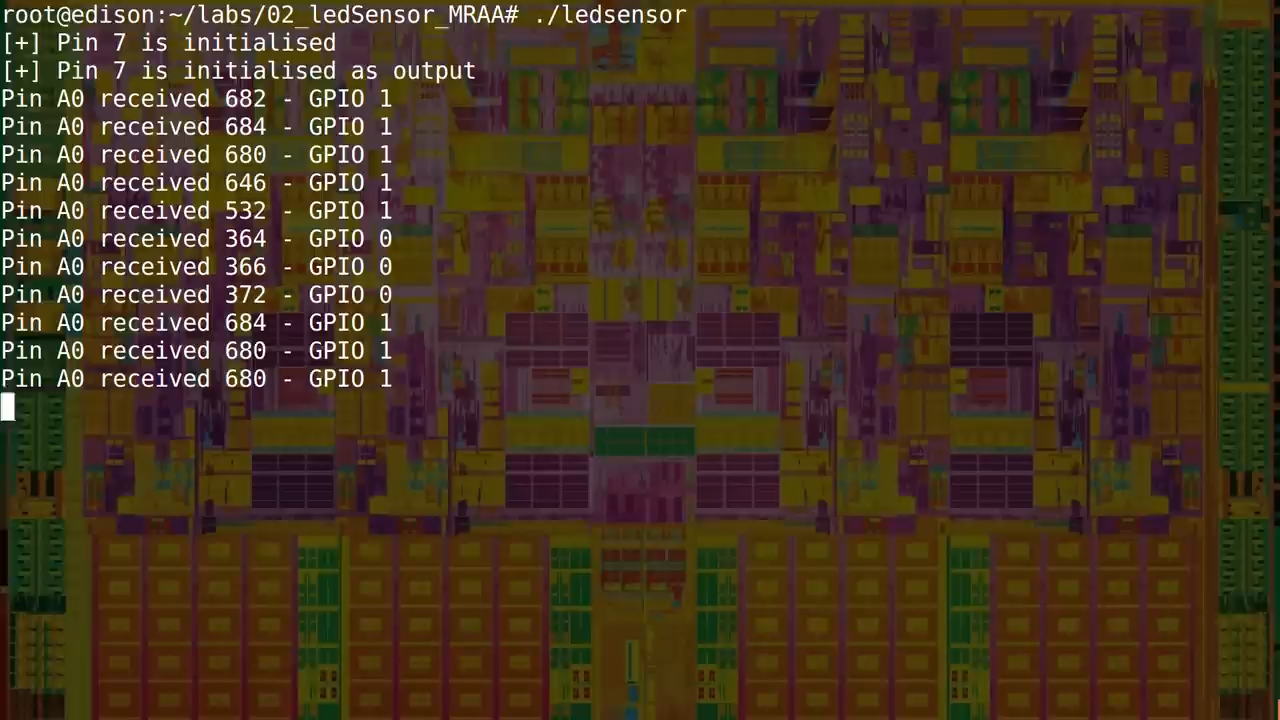 root@edison:~/labs/02_ledSensor_MRAA# ./ledsensor
[+] Pin 7 is initialised
[+] Pin 7 is initialised as output
Pin A0 received 682 - GPIO 1
Pin A0 received 684 - GPIO 1
Pin A0 received 680 - GPIO 1
Pin A0 received 646 - GPIO 1
Pin A0 received 532 - GPIO 1
Pin A0 received 364 - GPIO 0
Pin A0 received 366 - GPIO 0
Pin A0 received 372 - GPIO 0
Pin A0 received 684 - GPIO 1
Pin A0 received 680 - GPIO 1
Pin A0 received 680 - GPIO 1